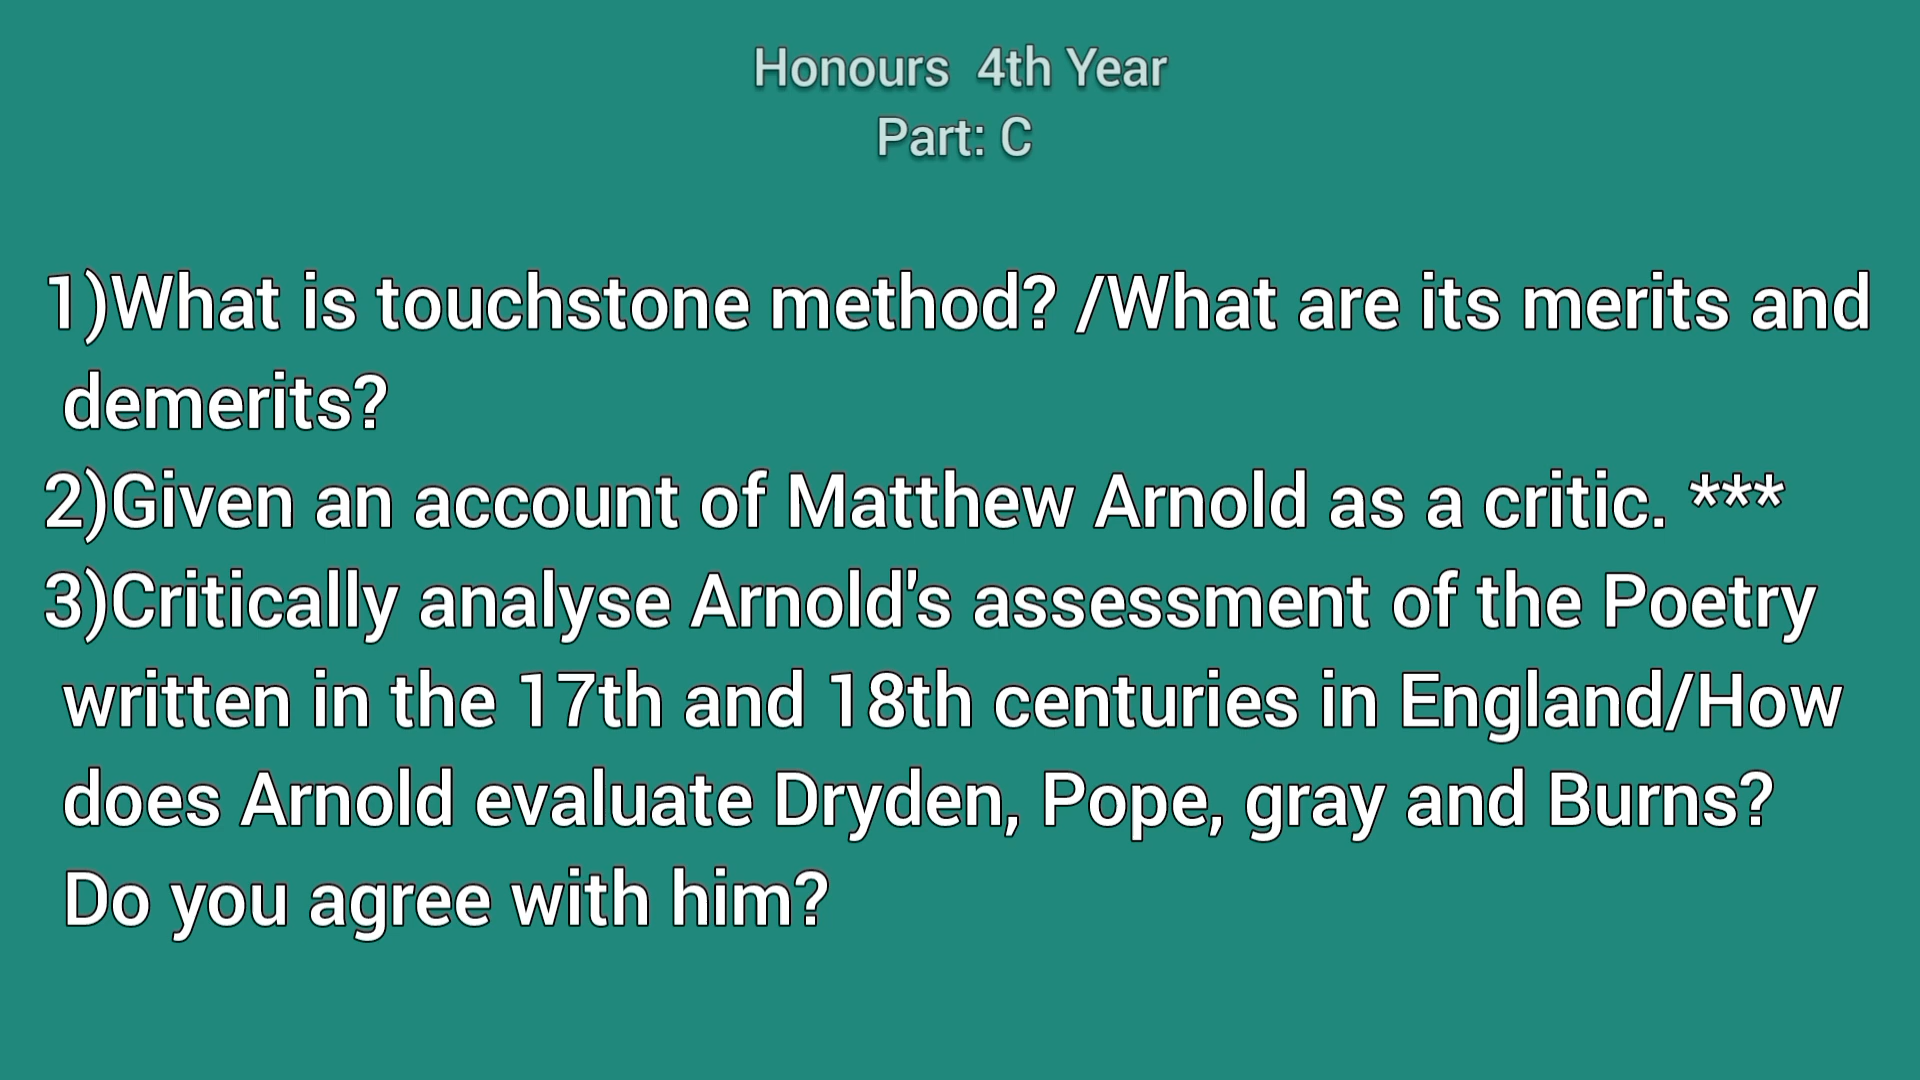 Honours  4th Year
Part: C
1)What is touchstone method? /What are its merits and
demerits?
2)Given an account of Matthew Arnold as a critic. ***
3)Critically analyse Arnold's assessment of the Poetry
written in the 17th and 18th centuries in England/How
does Arnold evaluate Dryden, Pope, gray and Burns?
Do you agree with him?